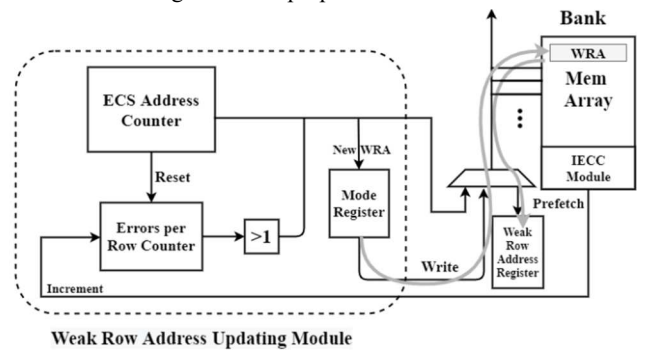 Bank
WRA
Mem
Array
IECC
Module
ECS Address
Counter
Reset
New WRA
Mode
Register
Errors per
Row Counter
>1
Prefetch
Weak
Row
Address
Register
Write
Increment
Weak Row Address Updating Module